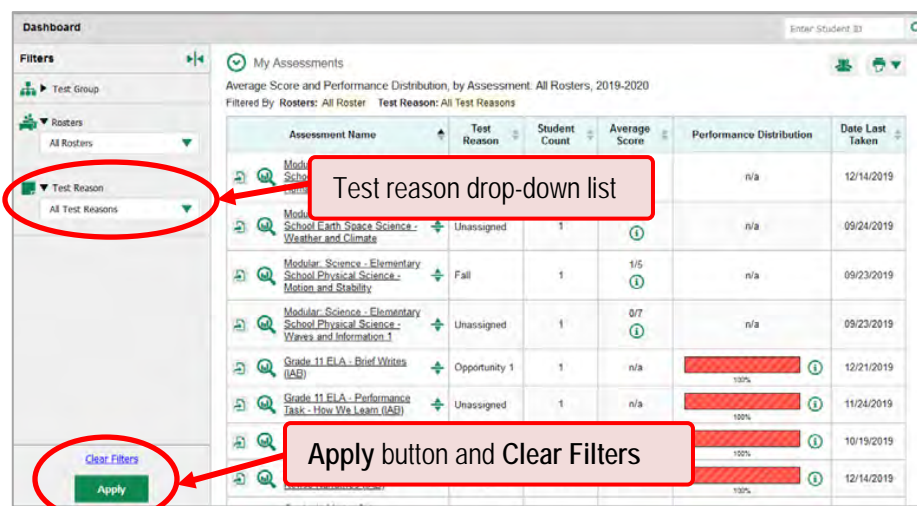 Dashboard
Enter Student ID
Filters
My Assessments
Test Group
Average Score and Performance Distribution, by Assessment: All Rosters, 2019-2020
Filtered By Rosters: All Roster Test Reason: All Test Reasons
Rosters
All Rosters
Test Reason
All Test Reasons
Assessment Name
Test Reason
Student Count
Average Score
Performance Distribution
Date Last Taken
n/a
12/14/2019
Test reason drop-down list
School Earth Space Science -
Weather and Climate
Unassigned
1
n/a
09/24/2019
Modular: Science - Elementary
School Physical Science -
Motion and Stability
Fall
1
1/5
n/a
09/23/2019
Modular: Science - Elementary
School Physical Science -
Waves and Information 1
Unassigned
1
0/7
n/a
09/23/2019
Grade 11 ELA - Brief Writes
(IAB)
Opportunity 1
1
n/a
100%
12/21/2019
Grade 11 ELA - Performance
Task - How We Learn (IAB)
Unassigned
1
n/a
100%
11/24/2019
100%
10/19/2019
Apply button and Clear Filters
100%
12/14/2019
Clear Filters
Apply